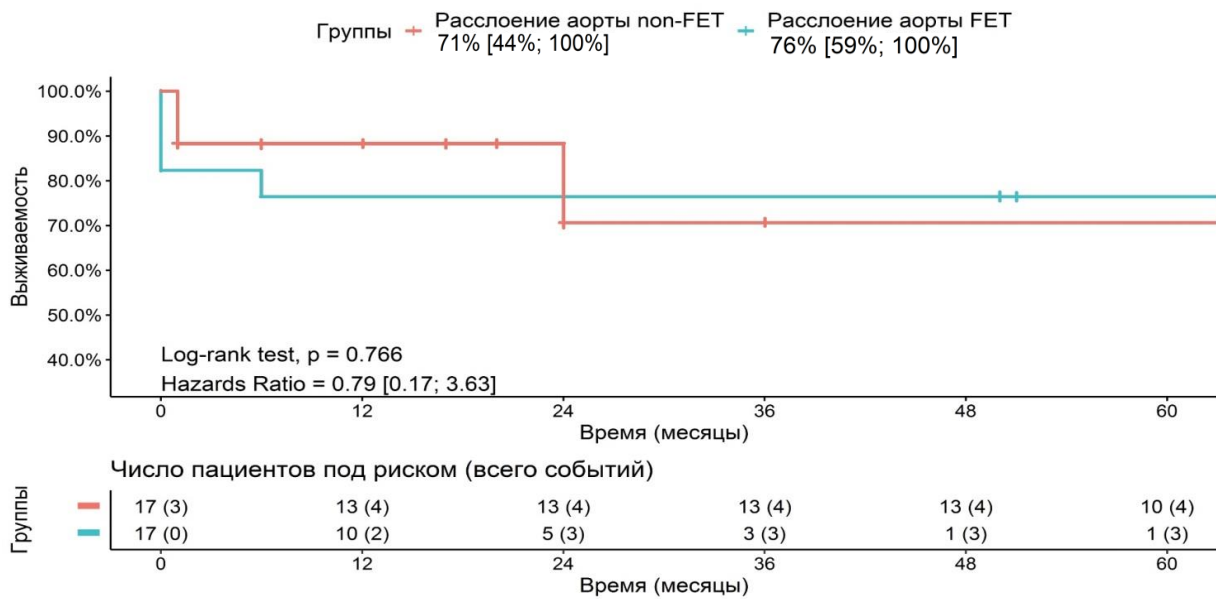 Группы Расслоение аорты non-FET Расслоение аорты FET
71% [44%; 100%] 76% [59%; 100%]
Выживаемость
100.0%
90.0%
80.0%
70.0%
60.0%
50.0%
40.0%
Log-rank test, p = 0.766
Hazards Ratio = 0.79 [0.17; 3.63]
0 12 24 36 48 60
Время (месяцы)
Число пациентов под риском (всего событий)
Группы
17 (3) 13 (4) 13 (4) 13 (4) 13 (4) 10 (4)
17 (0) 10 (2) 5 (3) 3 (3) 1 (3) 1 (3)
0 12 24 36 48 60
Время (месяцы)